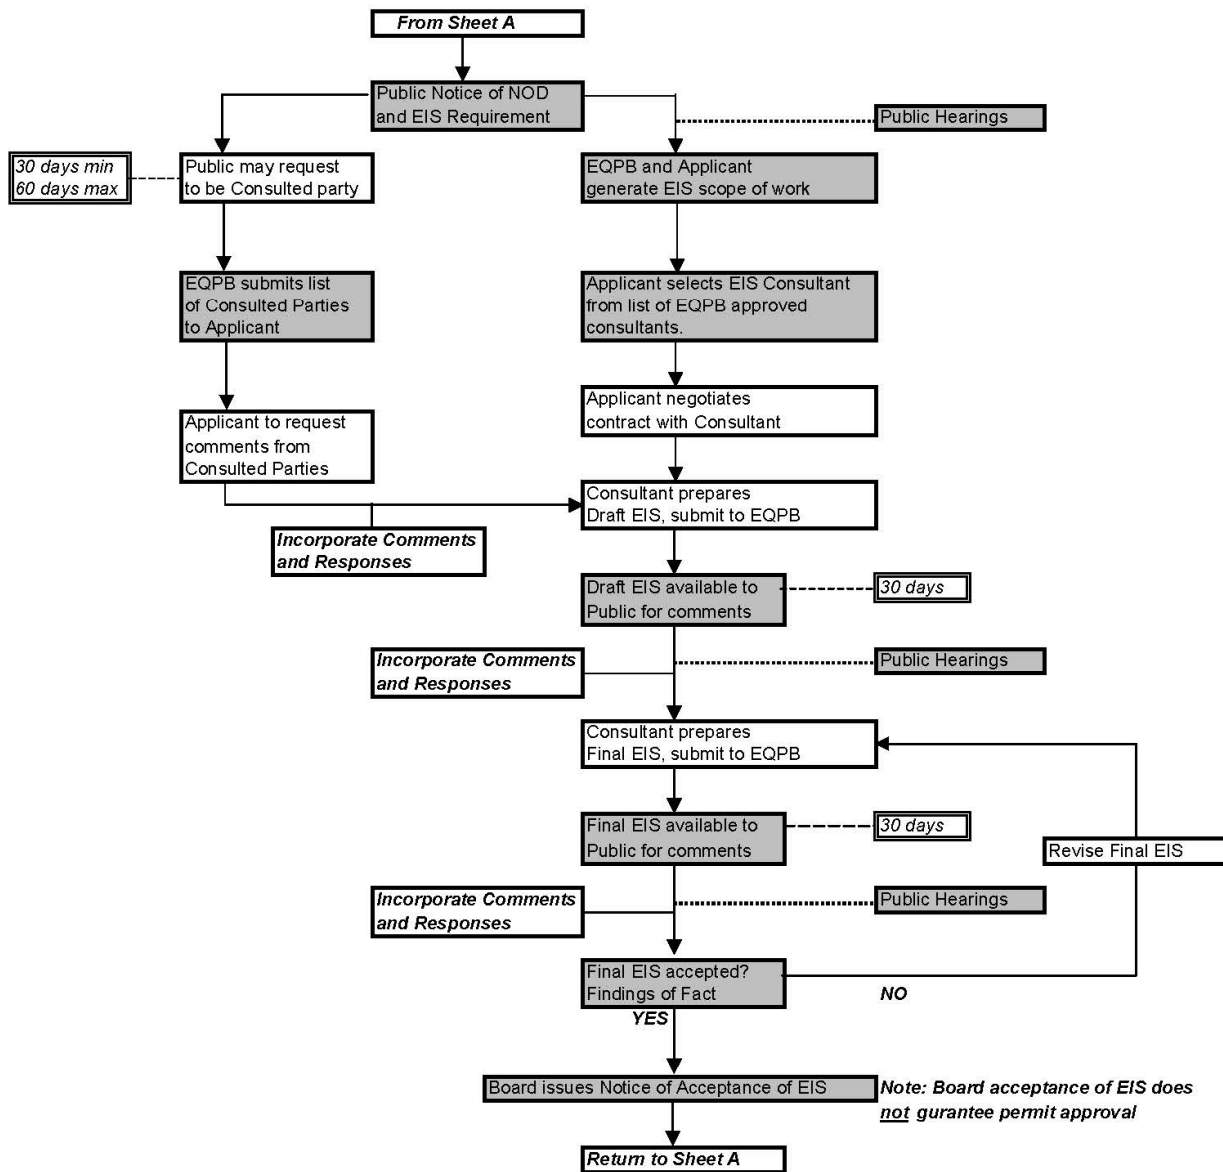 From Sheet A
Public Notice of NOD
and EIS Requirement
Public Hearings
30 days min
60 days max
Public may request
to be Consulted party
EQPB and Applicant
generate EIS scope of work
EQPB submits list
of Consulted Parties
to Applicant
Applicant selects EIS Consultant
from list of EQPB approved
consultants.
Applicant negotiates
contract with Consultant
Applicant to request
comments from
Consulted Parties
Consultant prepares
Draft EIS, submit to EQPB
Incorporate Comments
and Responses
Draft EIS available to
Public for comments
30 days
Incorporate Comments
and Responses
Public Hearings
Consultant prepares
Final EIS, submit to EQPB
Final EIS available to
Public for comments
30 days
Revise Final EIS
Incorporate Comments
and Responses
Public Hearings
Final EIS accepted?
Findings of Fact
NO
YES
Board issues Notice of Acceptance of EIS
Note: Board acceptance of EIS does
not gurantee permit approval
Return to Sheet A